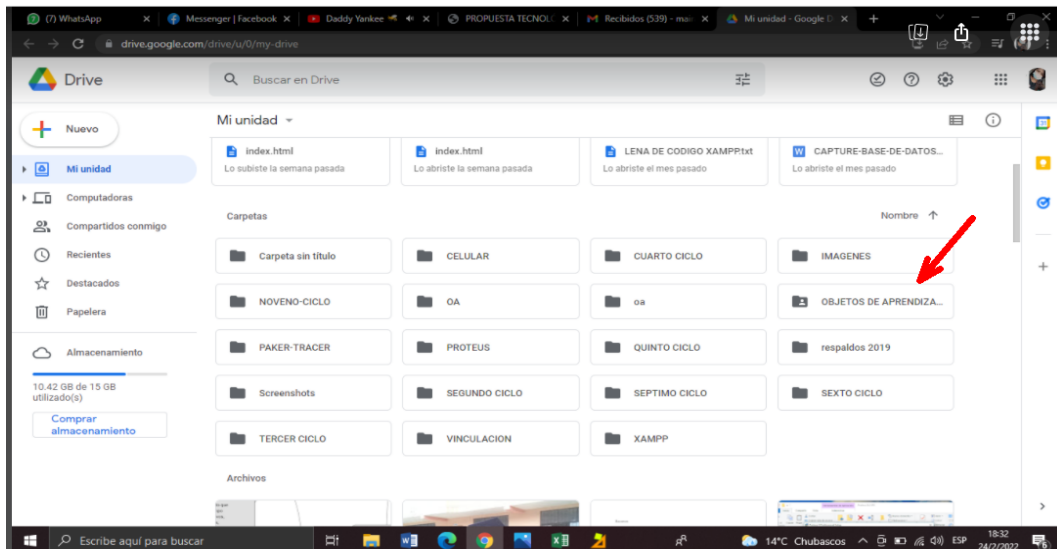 (7) WhatsApp
Messenger | Facebook
Daddy Yankee
PROPUESTA TECNOL
Recibidos (539) - mai
Mi unidad - Google D
drive.google.com/drive/u/0/my-drive
Drive
Buscar en Drive
Nuevo
Mi unidad
Computadoras
Compartidos conmigo
Recientes
Destacados
Papelera
Almacenamiento
10.42 GB de 15 GB
utilizado(s)
Comprar
almacenamiento
Mi unidad
index.html
Lo subiste la semana pasada
index.html
Lo abriste la semana pasada
LENA DE CODIGO XAMPP.txt
Lo abriste el mes pasado
CAPTURE-BASE-DE-DATOS...
Lo abriste el mes pasado
Carpetas
Nombre
Carpeta sin título
CELULAR
CUARTO CICLO
IMAGENES
NOVENO-CICLO
OA
oa
OBJETOS DE APRENDIZA...
PAKER-TRACER
PROTEUS
QUINTO CICLO
respaldos 2019
Screenshots
SEGUNDO CICLO
SEPTIMO CICLO
SEXTO CICLO
TERCER CICLO
VINCULACION
XAMPP
Archivos
Escribe aquí para buscar
14°C Chubascos
ESP
18:32
24/2/2022